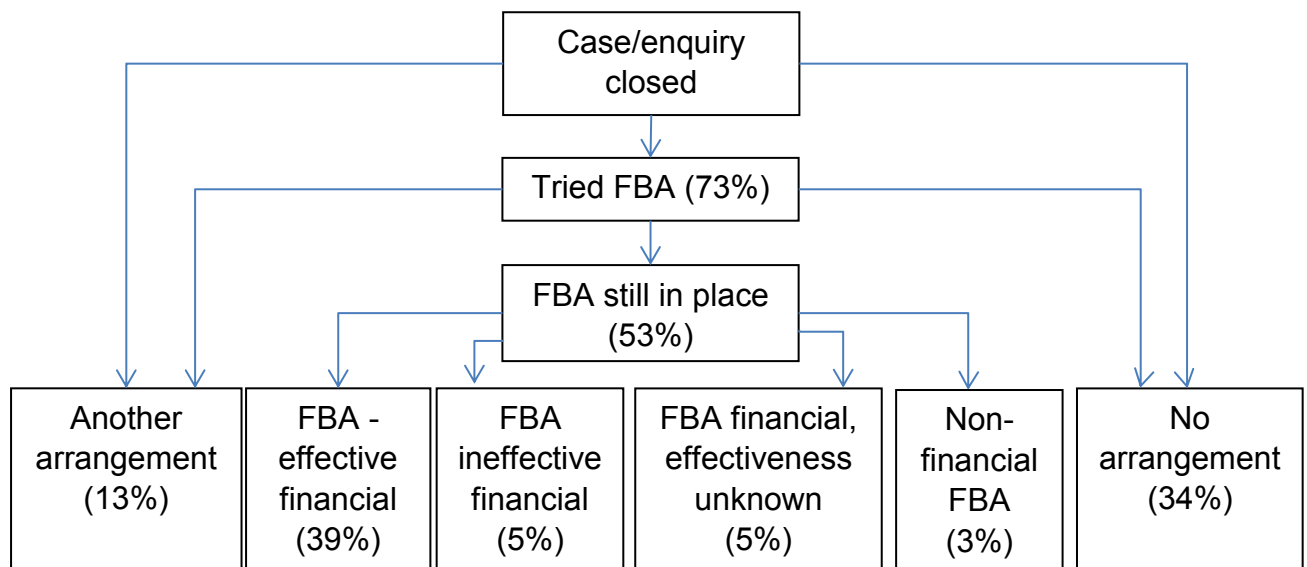 Case/enquiry
closed
Tried FBA (73%)
FBA still in place
(53%)
Another
arrangement
(13%)
FBA -
effective
financial
(39%)
FBA
ineffective
financial
(5%)
FBA financial,
effectiveness
unknown
(5%)
Non-
financial
FBA
(3%)
No
arrangement
(34%)